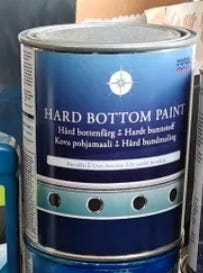 HARD BOTTOM PAINT
Hård bottenfärg ⚓ Hardt bunnstoff
Kova pohjamaali ⚓ Hård bundmaling